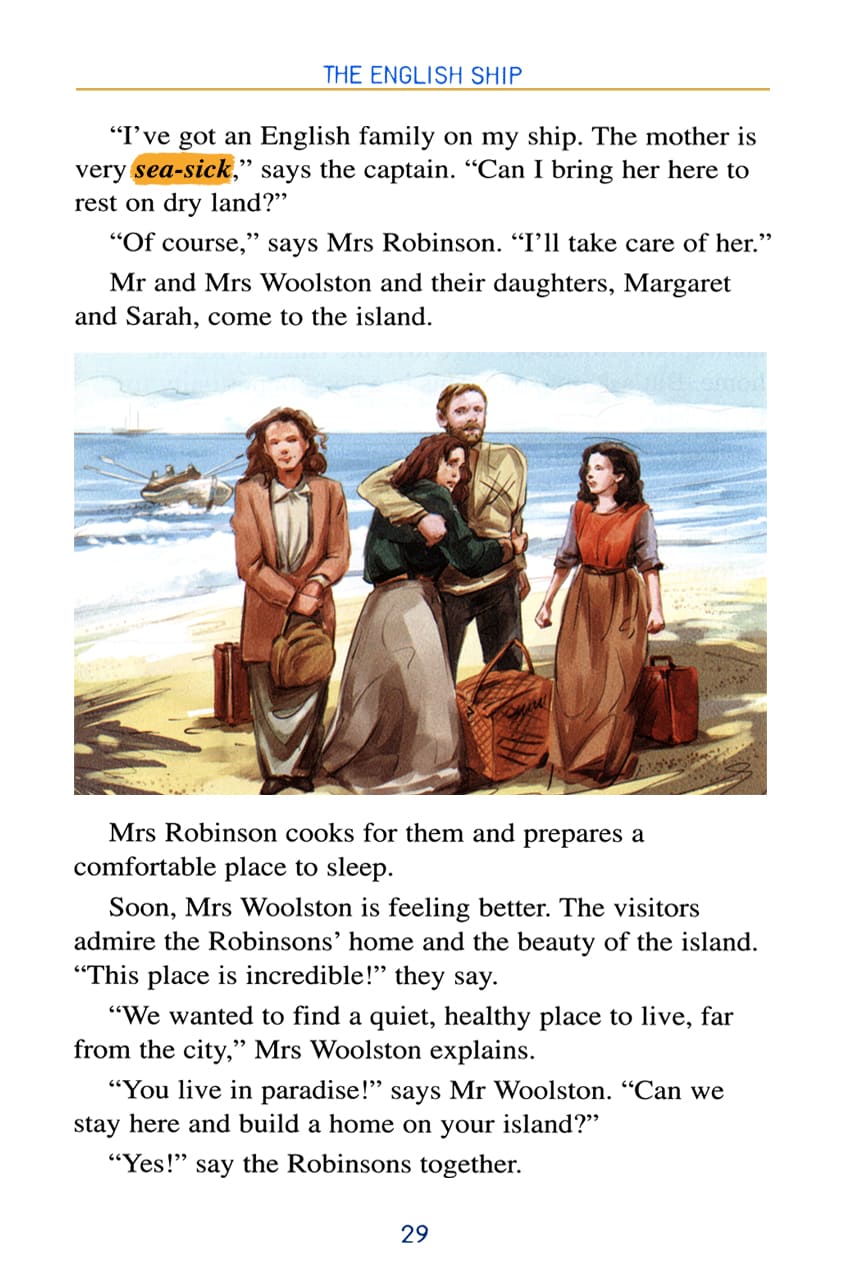 THE ENGLISH SHIP
“I’ve got an English family on my ship. The mother is
very sea-sick,” says the captain. “Can I bring her here to
rest on dry land?”
“Of course,” says Mrs Robinson. “I’ll take care of her.”
Mr and Mrs Woolston and their daughters, Margaret
and Sarah, come to the island.
Mrs Robinson cooks for them and prepares a
comfortable place to sleep.
Soon, Mrs Woolston is feeling better. The visitors
admire the Robinsons’ home and the beauty of the island.
“This place is incredible!” they say.
“We wanted to find a quiet, healthy place to live, far
from the city,” Mrs Woolston explains.
“You live in paradise!” says Mr Woolston. “Can we
stay here and build a home on your island?”
“Yes!” say the Robinsons together.
29